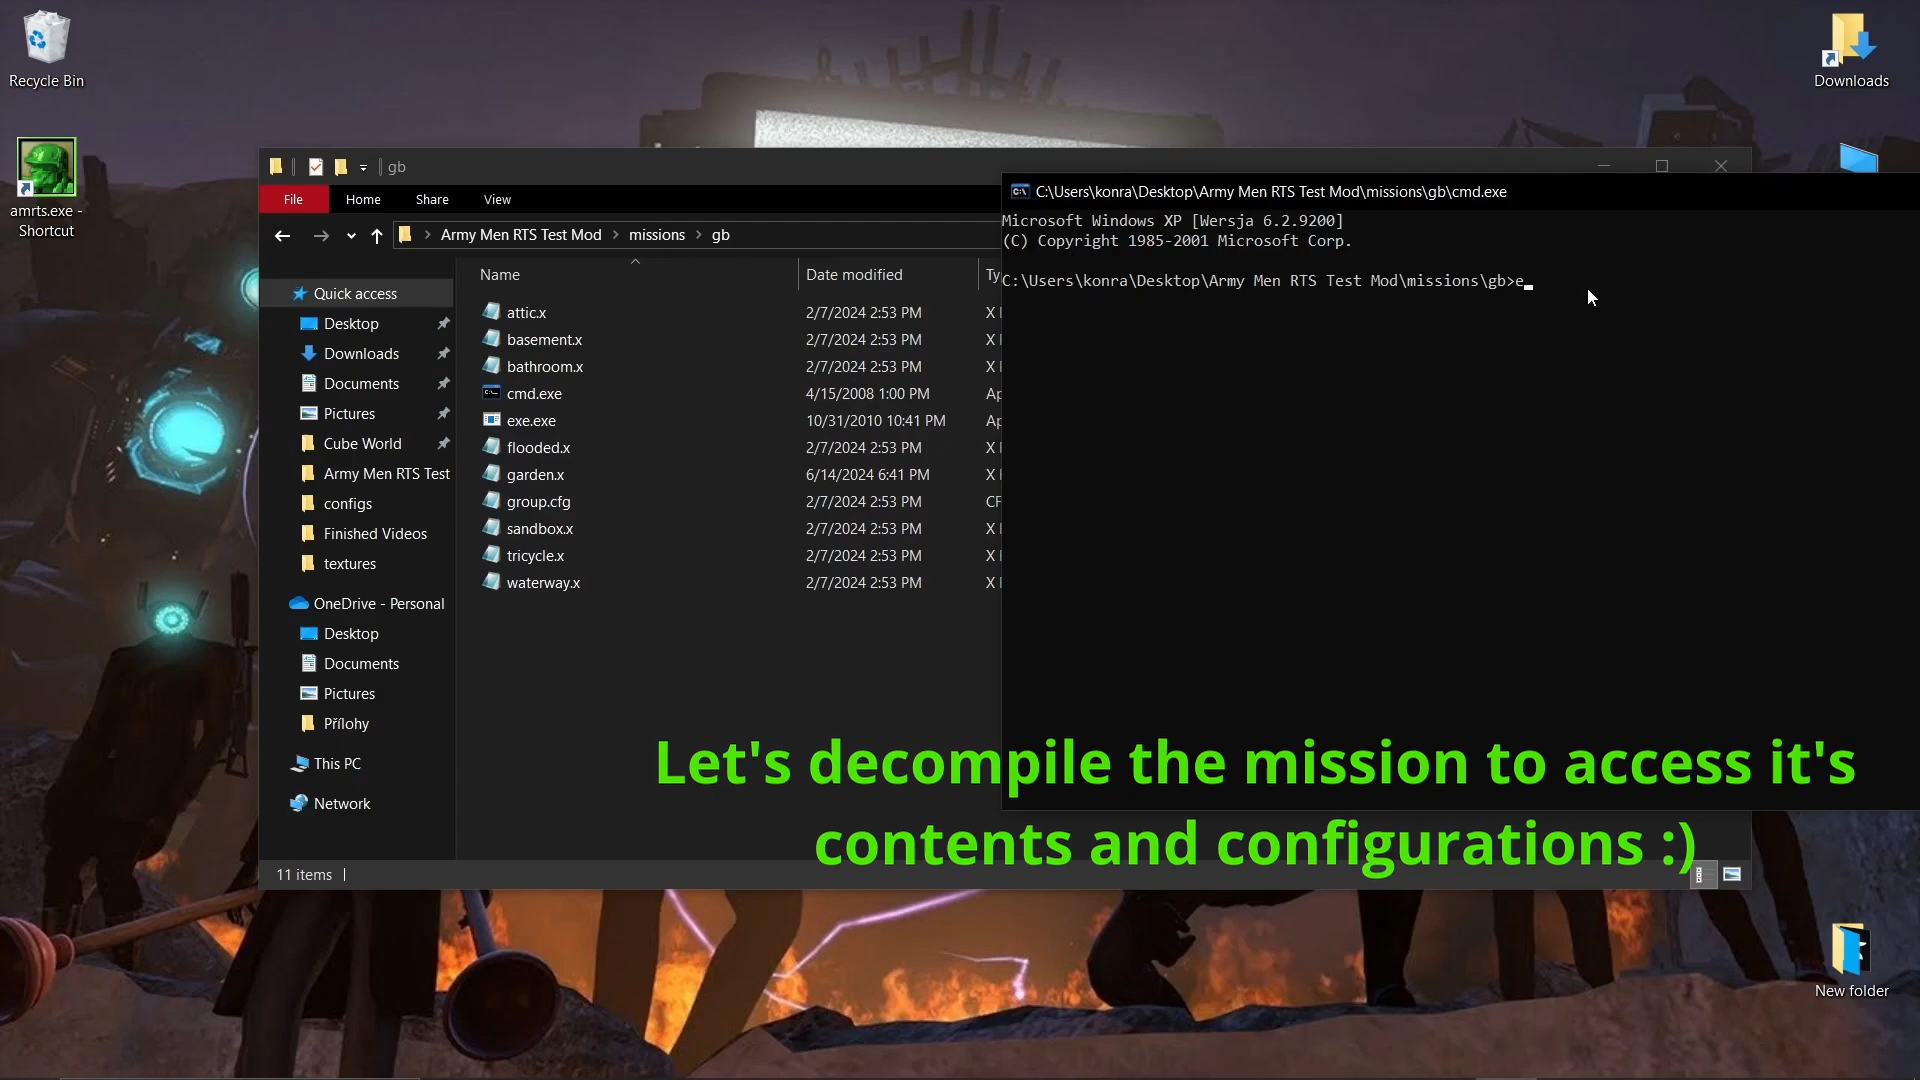 Recycle Bin
Downloads
amrts.exe -
Shortcut
gb
File
Home
Share
View
Army Men RTS Test Mod
missions
gb
Name
Date modified
Ty
Quick access
Desktop
Downloads
Documents
Pictures
Cube World
Army Men RTS Test
configs
Finished Videos
textures
OneDrive - Personal
Desktop
Documents
Pictures
Přílohy
This PC
Network
attic.x 2/7/2024 2:53 PM X
basement.x 2/7/2024 2:53 PM X
bathroom.x 2/7/2024 2:53 PM X
cmd.exe 4/15/2008 1:00 PM Ap
exe.exe 10/31/2010 10:41 PM Ap
flooded.x 2/7/2024 2:53 PM X
garden.x 6/14/2024 6:41 PM X
group.cfg 2/7/2024 2:53 PM CF
sandbox.x 2/7/2024 2:53 PM X
tricycle.x 2/7/2024 2:53 PM X
waterway.x 2/7/2024 2:53 PM X
11 items
C:\Users\konra\Desktop\Army Men RTS Test Mod\missions\gb\cmd.exe
Microsoft Windows XP [Wersja 6.2.9200]
(C) Copyright 1985-2001 Microsoft Corp.
C:\Users\konra\Desktop\Army Men RTS Test Mod\missions\gb>e
Let's decompile the mission to access it's
contents and configurations :)
New folder